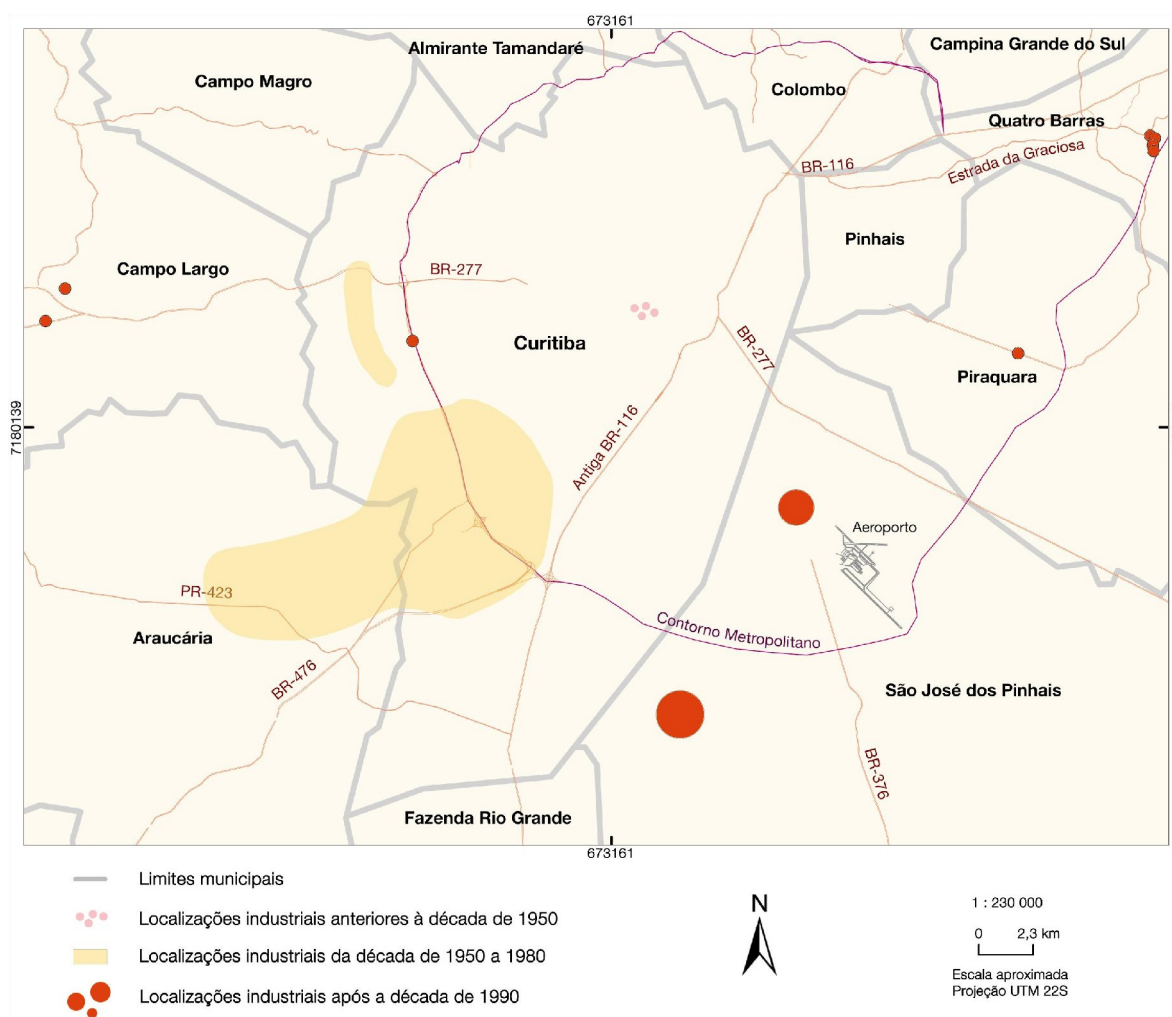 673161
Almirante Tamandaré
Campina Grande do Sul
Campo Magro
Colombo
Quatro Barras
BR-116
Estrada da Graciosa
Pinhais
Campo Largo
BR-277
Curitiba
BR-277
Piraquara
7180139
Antiga BR-116
Aeroporto
PR-423
Araucária
Contorno Metropolitano
BR-476
São José dos Pinhais
BR-376
Fazenda Rio Grande
673161
Limites municipais
Localizações industriais anteriores à década de 1950
Localizações industriais da década de 1950 a 1980
Localizações industriais após a década de 1990
N
1 : 230 000
0 2,3 km
Escala aproximada
Projeção UTM 22S